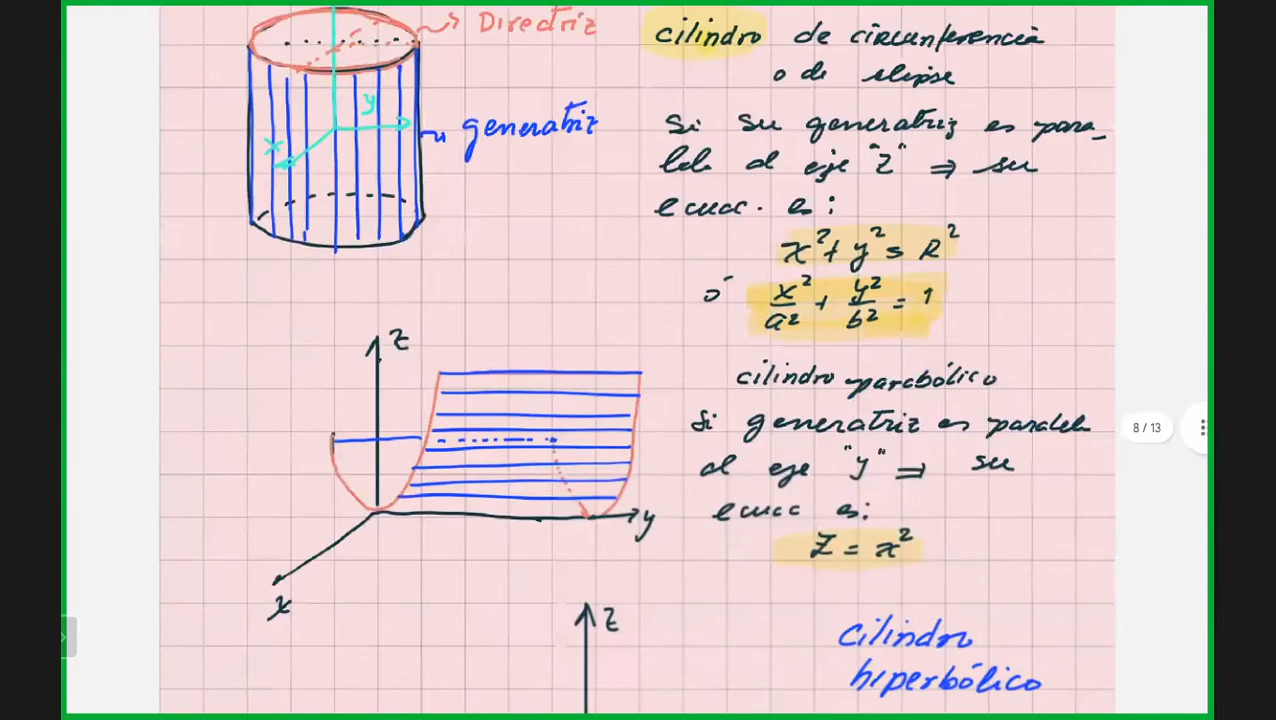 Directriz
cilindro de circunferencia
o de elipse
y
x
generatriz
Si su generatriz es para_
lela al eje "Z" ⇒ su
ecuac. es:
x² + y² = R²
ó x²/a² + y²/b² = 1
z
cilindro parabólico
Si generatriz es paralela
al eje "y" ⇒ su
ecuac es:
Z = x²
y
x
z
cilindro
hiperbólico
8 / 13